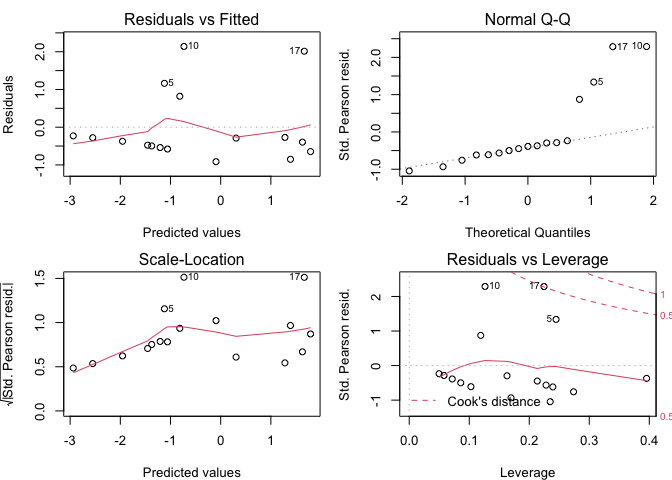 Residuals vs Fitted
Residuals
-1.0 0.0 1.0 2.0
10
17
5
-3 -2 -1 0 1
Predicted values
Normal Q-Q
Std. Pearson resid.
-1.0 0.0 1.0 2.0
17 10
5
-2 -1 0 1 2
Theoretical Quantiles
Scale-Location
√|Std. Pearson resid.|
0.0 0.5 1.0 1.5
10
17
5
-3 -2 -1 0 1
Predicted values
Residuals vs Leverage
Std. Pearson resid.
-1 0 1 2
10
17
5
1
0.5
0.5
Cook's distance
0.0 0.1 0.2 0.3 0.4
Leverage